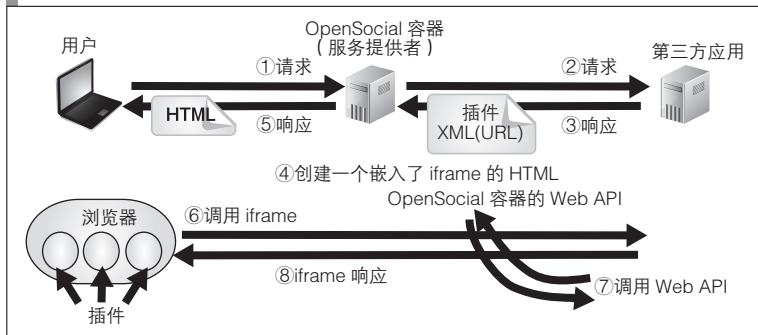 用户
OpenSocial 容器
(服务提供者)
第三方应用
①请求
②请求
HTML
⑤响应
插件
XML(URL)
③响应
④创建一个嵌入了 iframe 的 HTML
OpenSocial 容器的 Web API
浏览器
⑥调用 iframe
⑧iframe 响应
⑦调用 Web API
插件